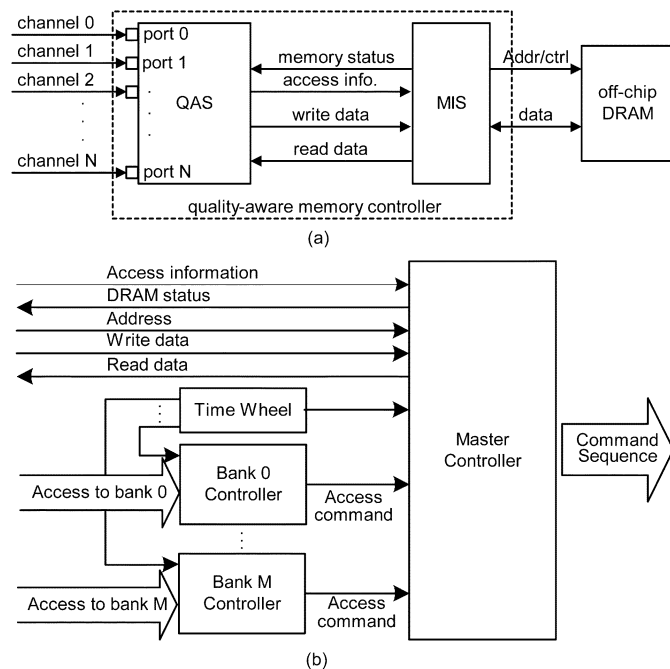 channel 0
port 0
channel 1
port 1
channel 2
channel N
port N
QAS
memory status
access info.
write data
read data
MIS
Addr/ctrl
data
off-chip
DRAM
quality-aware memory controller
(a)
Access information
DRAM status
Address
Write data
Read data
Time Wheel
Master
Controller
Command
Sequence
Bank 0
Controller
Access to bank 0
Access
command
Bank M
Controller
Access to bank M
Access
command
(b)